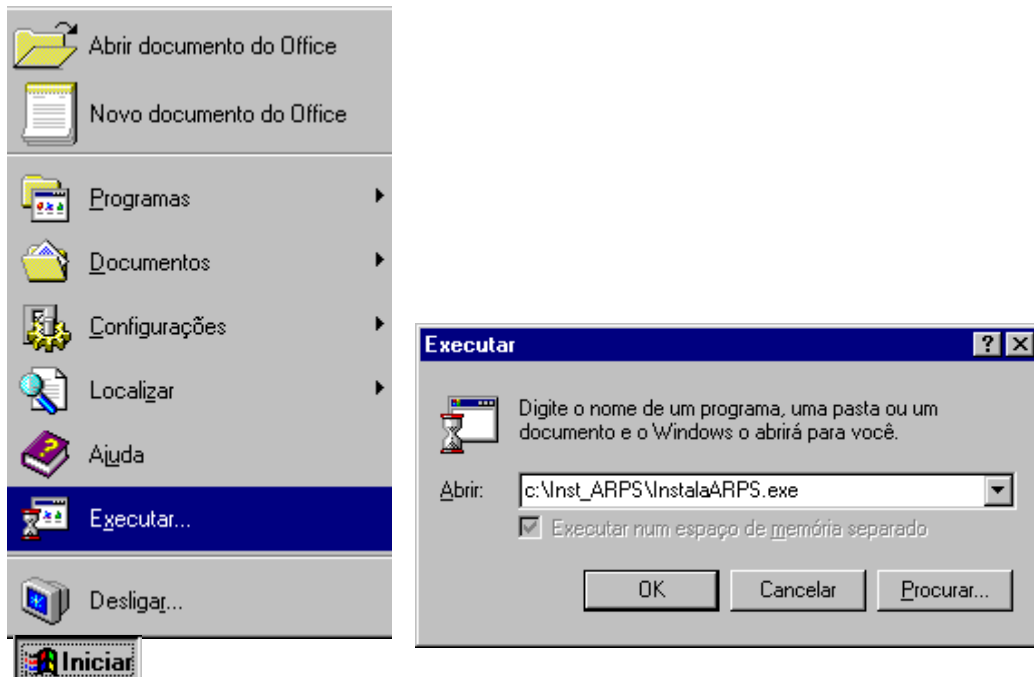 Abrir documento do Office
Novo documento do Office
Programas
Documentos
Configurações
Localizar
Ajuda
Executar...
Desligar...
Iniciar
Executar
Digite o nome de um programa, uma pasta ou um
documento e o Windows o abrirá para você.
Abrir: c:\Inst_ARPS\InstalaARPS.exe
Executar num espaço de memória separado
OK Cancelar Procurar...